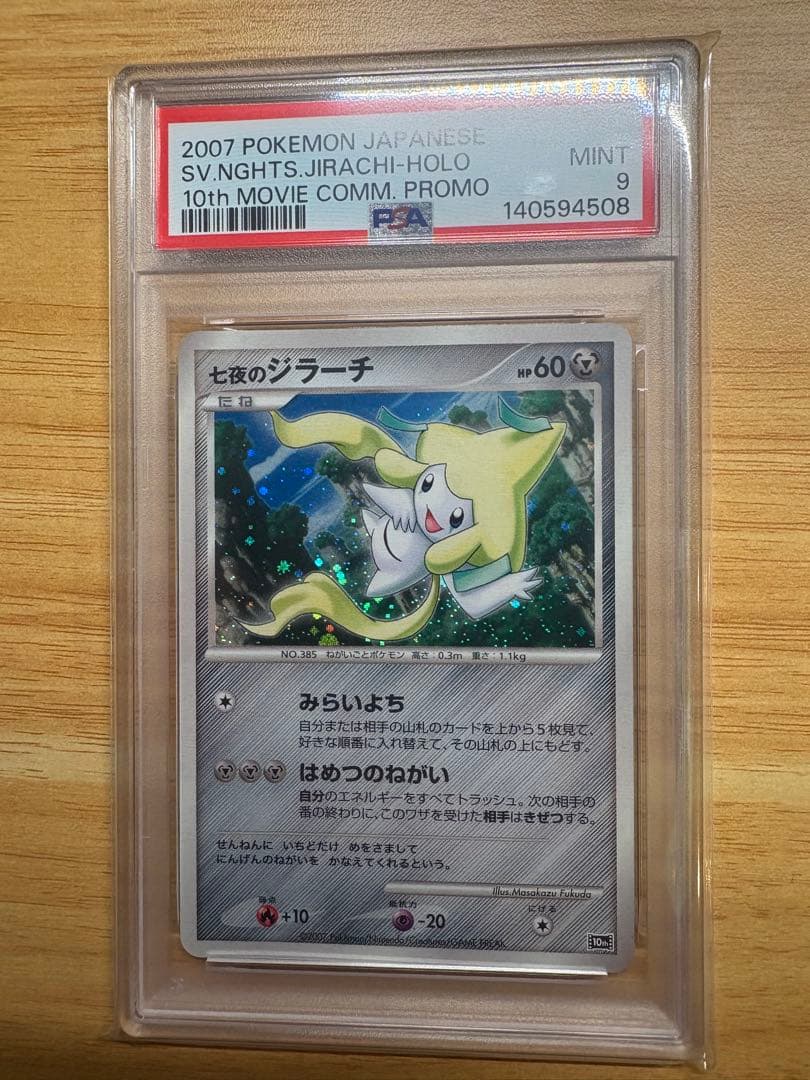 2007 POKEMON JAPANESE
SV.NGHTS.JIRACHI-HOLO MINT
10th MOVIE COMM. PROMO 9
PSA 140594508
七夜のジラーチ HP60
たね
NO.385 ねがいごとポケモン 高さ:0.3m 重さ:1.1kg
みらいよち
自分または相手の山札のカードを上から5枚見て、
好きな順番に入れ替えて、その山札の上にもどす。
はめつのねがい
自分のエネルギーをすべてトラッシュ。次の相手の
番の終わりに、このワザを受けた相手はきぜつする。
せんねんに いちどだけ めをさまして
にんげんのねがいを かなえてくれるという。
Illus.Masakazu Fukuda
弱点 +10 抵抗力 -20 にげる
©2007 Pokémon/Nintendo/Creatures/GAME FREAK.
10th